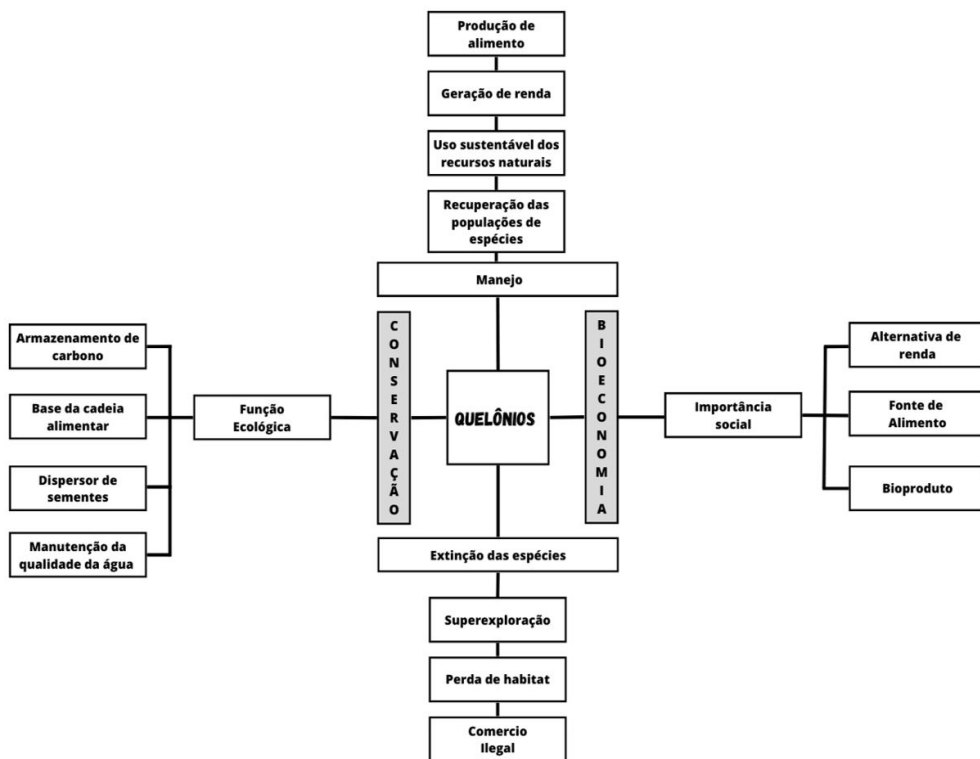 Produção de
alimento
Geração de renda
Uso sustentável dos
recursos naturais
Recuperação das
populações de
espécies
Manejo
CONSERVAÇÃO
BIOECONOMIA
Armazenamento de
carbono
Base da cadeia
alimentar
Dispersor de
sementes
Manutenção da
qualidade da água
Função
Ecológica
QUELÔNIOS
Importância
social
Alternativa de
renda
Fonte de
Alimento
Bioproduto
Extinção das espécies
Superexploração
Perda de habitat
Comercio
Ilegal